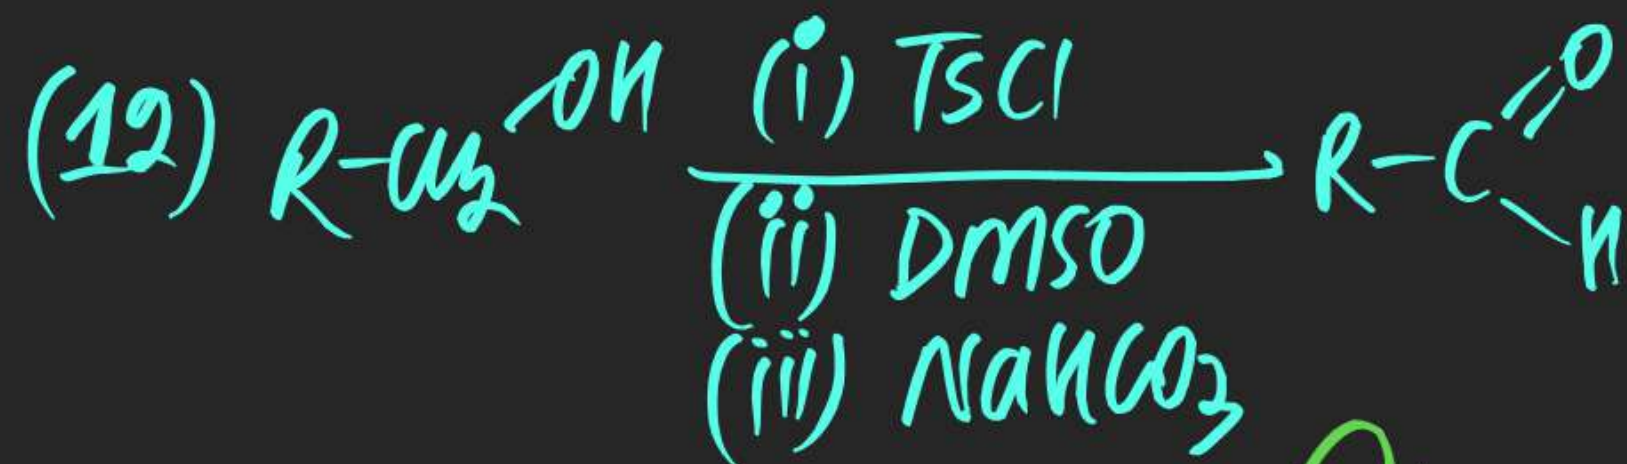 (12) R-CH₂-OH (i) TsCl
(ii) DMSO
(iii) NaHCO₃
R-C=O
H